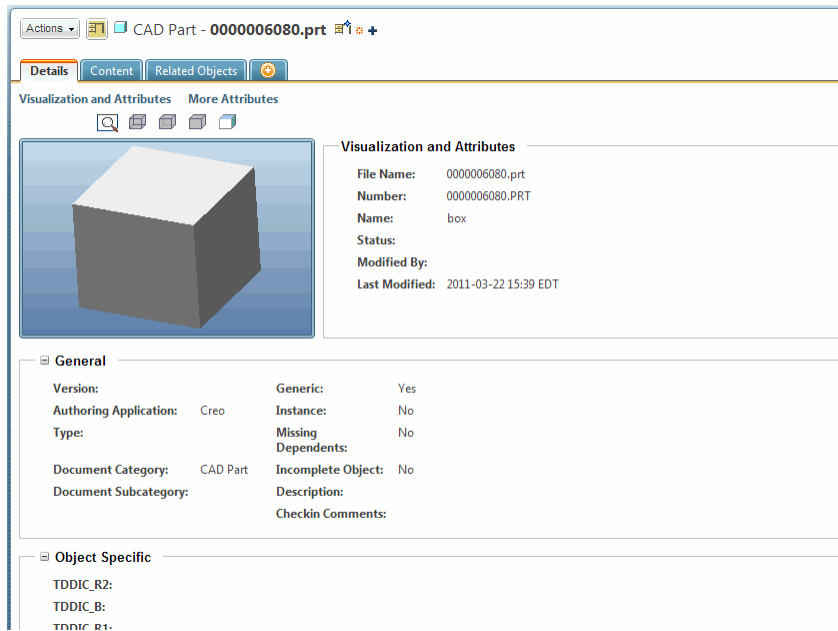 Actions
CAD Part - 0000006080.prt
Details Content Related Objects
Visualization and Attributes More Attributes
Visualization and Attributes
File Name: 0000006080.prt
Number: 0000006080.PRT
Name: box
Status:
Modified By:
Last Modified: 2011-03-22 15:39 EDT
General
Version: Generic: Yes
Authoring Application: Creo Instance: No
Type: Missing Dependents: No
Document Category: CAD Part Incomplete Object: No
Document Subcategory: Description:
Checkin Comments:
Object Specific
TDDIC_R2:
TDDIC_B:
TDDIC_R1: